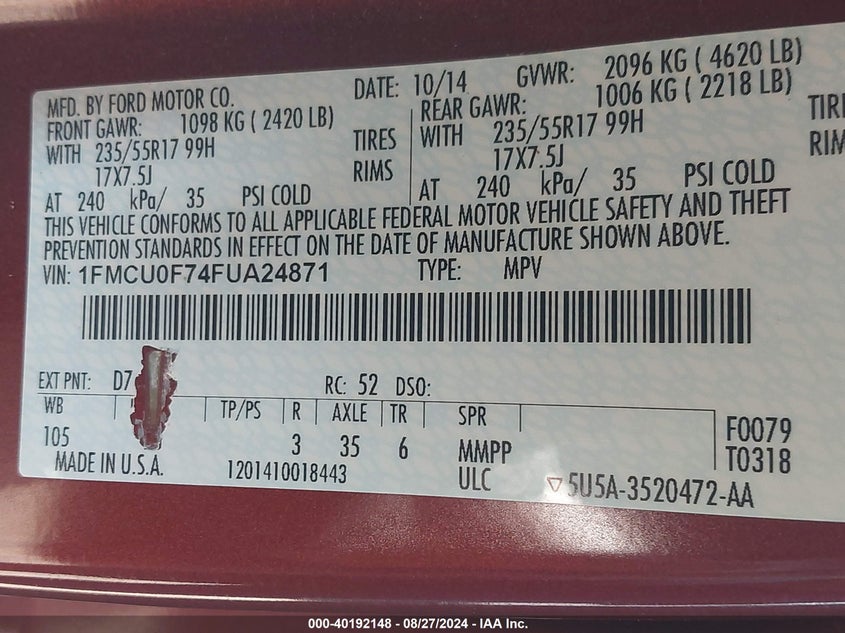 MFD. BY FORD MOTOR CO. DATE: 10/14 GVWR: 2096 KG ( 4620 LB)
FRONT GAWR: 1098 KG ( 2420 LB) REAR GAWR: 1006 KG ( 2218 LB)
WITH 235/55R17 99H TIRES WITH 235/55R17 99H TIRE
17X7.5J RIMS 17X7.5J RIM
AT 240 kPa/ 35 PSI COLD AT 240 kPa/ 35 PSI COLD
THIS VEHICLE CONFORMS TO ALL APPLICABLE FEDERAL MOTOR VEHICLE SAFETY AND THEFT
PREVENTION STANDARDS IN EFFECT ON THE DATE OF MANUFACTURE SHOWN ABOVE.
VIN: 1FMCU0F74FUA24871 TYPE: MPV
EXT PNT: D7 RC: 52 DSO:
WB TP/PS R AXLE TR SPR
105 3 35 6 MMPP F0079
MADE IN U.S.A. 1201410018443 ULC T0318
5U5A-3520472-AA
000-40192148 - 08/27/2024 - IAA Inc.